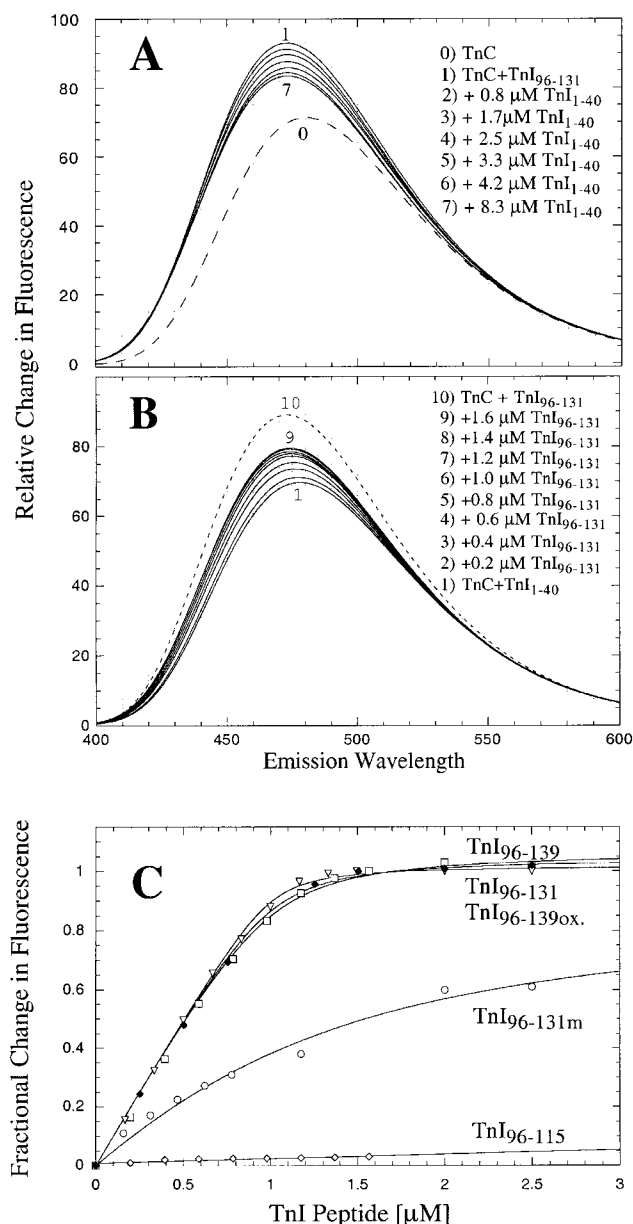 A
1
7
0
0) TnC
1) TnC+TnI96-131
2) + 0.8 μM TnI1-40
3) + 1.7μM TnI1-40
4) + 2.5 μM TnI1-40
5) + 3.3 μM TnI1-40
6) + 4.2 μM TnI1-40
7) + 8.3 μM TnI1-40
100
80
60
40
20
0
Relative Change in Fluorescence
B
10
9
1
10) TnC + TnI96-131
9) +1.6 μM TnI96-131
8) +1.4 μM TnI96-131
7) +1.2 μM TnI96-131
6) +1.0 μM TnI96-131
5) +0.8 μM TnI96-131
4) + 0.6 μM TnI96-131
3) +0.4 μM TnI96-131
2) +0.2 μM TnI96-131
1) TnC+TnI1-40
80
60
40
20
0
400 450 500 550 600
Emission Wavelength
C
TnI96-139
TnI96-131
TnI96-139ox.
TnI96-131m
TnI96-115
1
0.8
0.6
0.4
0.2
0
Fractional Change in Fluorescence
0 0.5 1 1.5 2 2.5 3
TnI Peptide [μM]